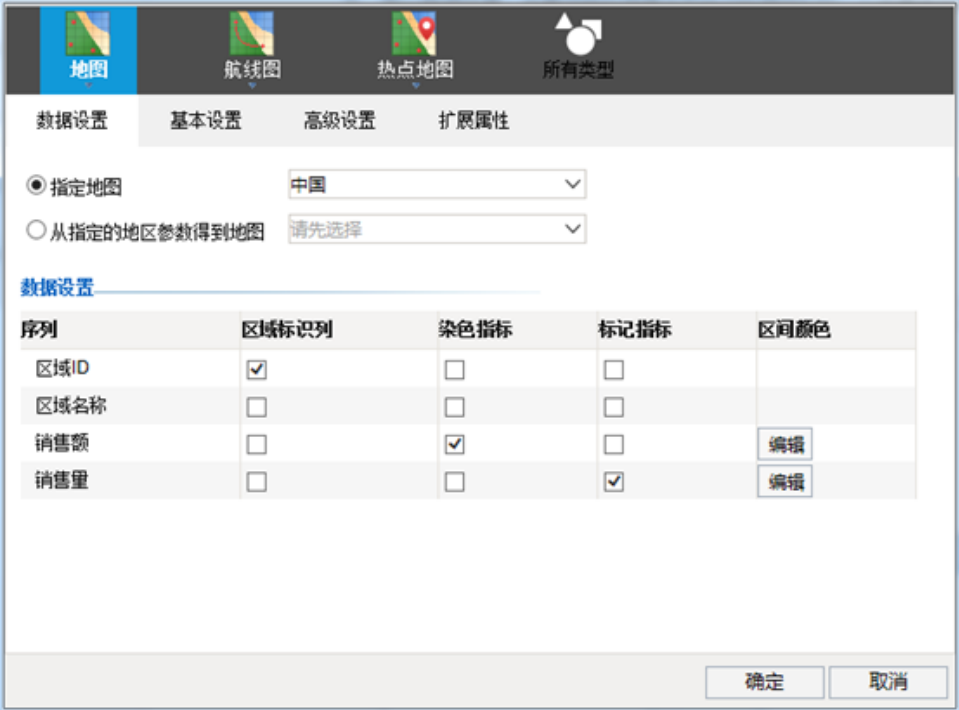 地图 航线图 热点地图 所有类型
数据设置 基本设置 高级设置 扩展属性
指定地图 中国
从指定的地区参数得到地图 请先选择
数据设置
序列 区域标识列 染色指标 标记指标 区间颜色
区域ID
区域名称
销售额 编辑
销售量 编辑
确定 取消